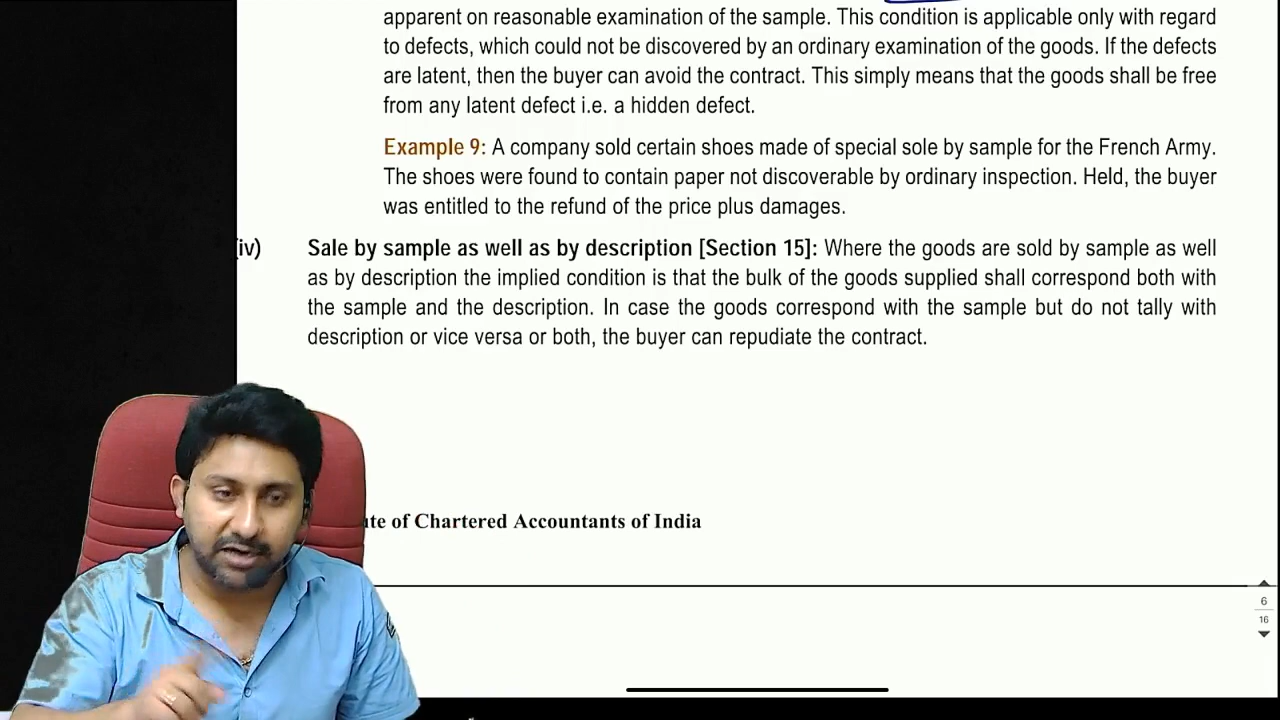 apparent on reasonable examination of the sample. This condition is applicable only with regard
to defects, which could not be discovered by an ordinary examination of the goods. If the defects
are latent, then the buyer can avoid the contract. This simply means that the goods shall be free
from any latent defect i.e. a hidden defect.
Example 9: A company sold certain shoes made of special sole by sample for the French Army.
The shoes were found to contain paper not discoverable by ordinary inspection. Held, the buyer
was entitled to the refund of the price plus damages.
iv) Sale by sample as well as by description [Section 15]: Where the goods are sold by sample as well
as by description the implied condition is that the bulk of the goods supplied shall correspond both with
the sample and the description. In case the goods correspond with the sample but do not tally with
description or vice versa or both, the buyer can repudiate the contract.
of Chartered Accountants of India
6
16